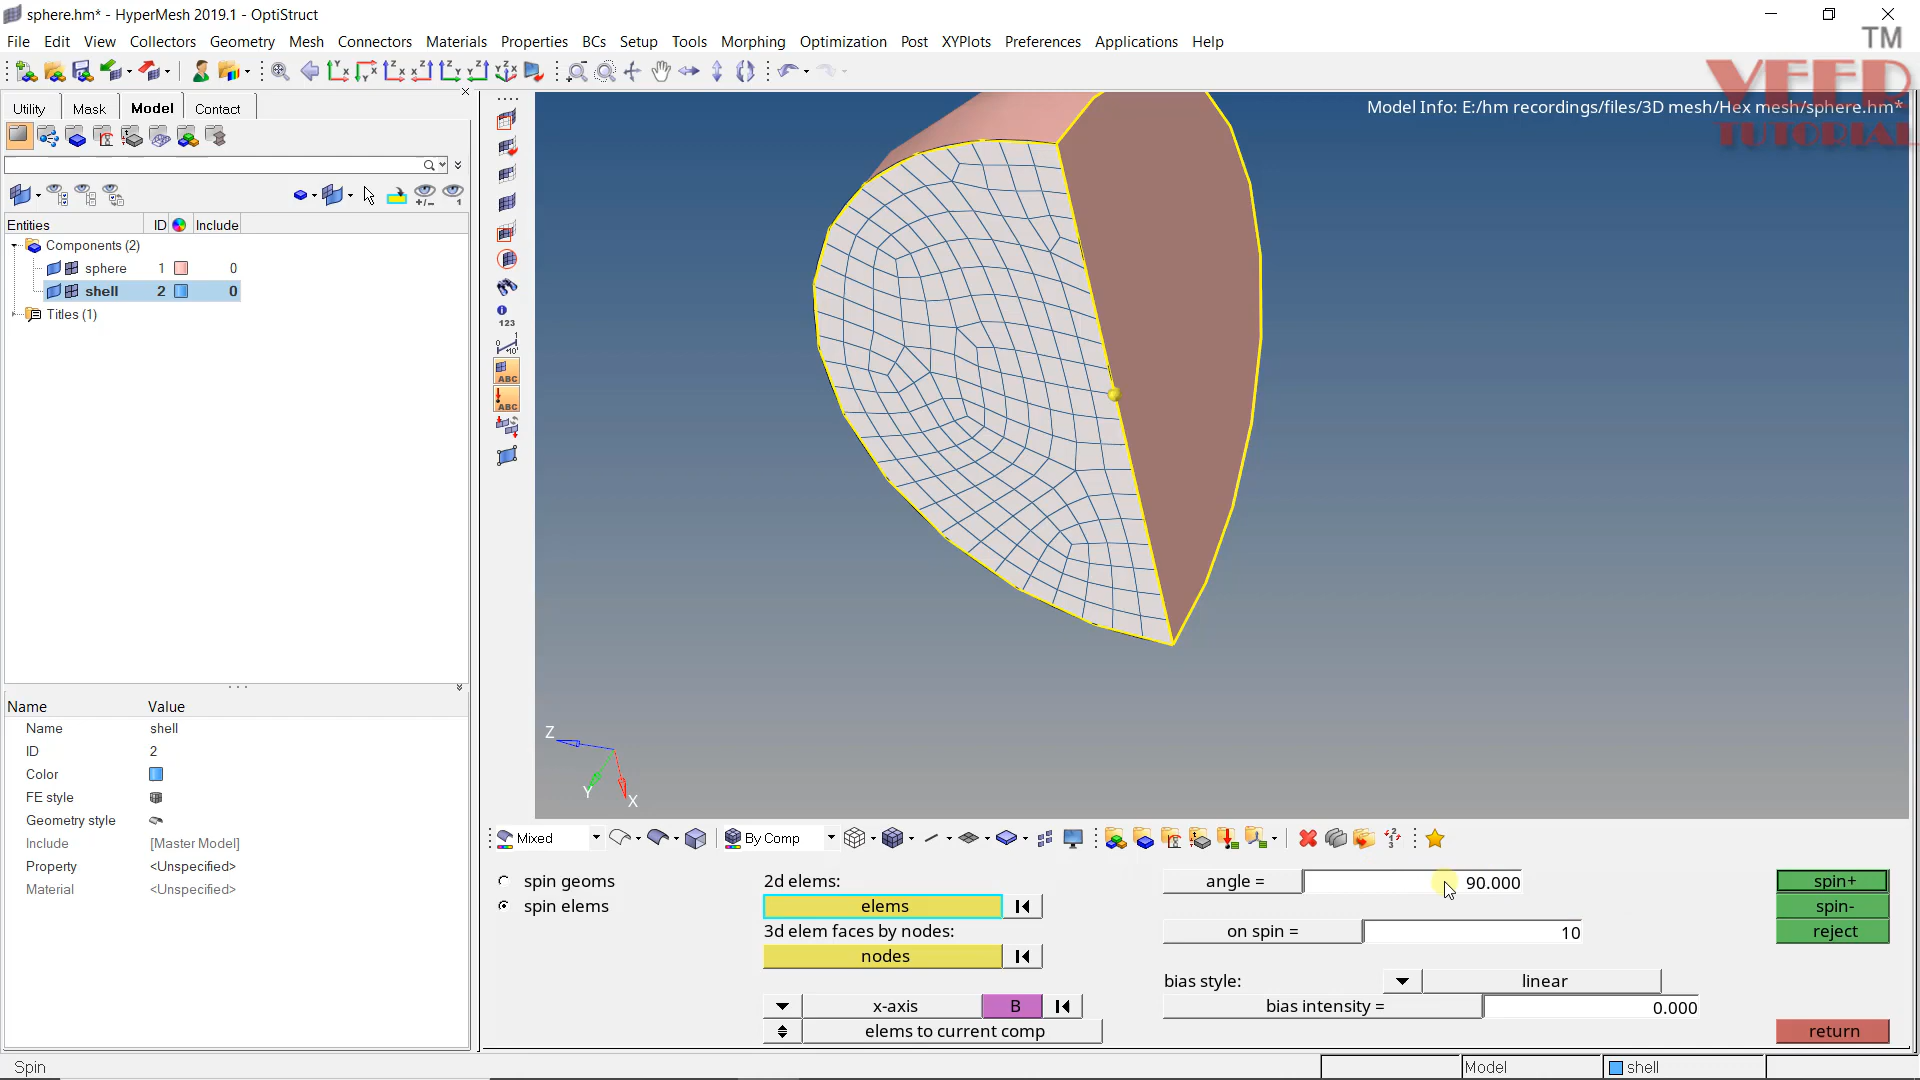 sphere.hm* - HyperMesh 2019.1 - OptiStruct
File Edit View Collectors Geometry Mesh Connectors Materials Properties BCs Setup Tools Morphing Optimization Post XYPlots Preferences Applications Help
TM
VEED
TUTORIAL
Utility Mask Model Contact
Model Info: E:/hm recordings/files/3D mesh/Hex mesh/sphere.hm*
Entities ID Include
Components (2)
sphere 1 0
shell 2 0
Titles (1)
123
ABC
ABC
Name Value
Name shell
ID 2
Color
FE style
Geometry style
Include [Master Model]
Property <Unspecified>
Material <Unspecified>
Z
Y
X
Mixed By Comp
spin geoms
spin elems
2d elems:
elems
3d elem faces by nodes:
nodes
x-axis B
elems to current comp
angle = 90.000
on spin = 10
bias style: linear
bias intensity = 0.000
spin+
spin-
reject
return
Spin Model shell